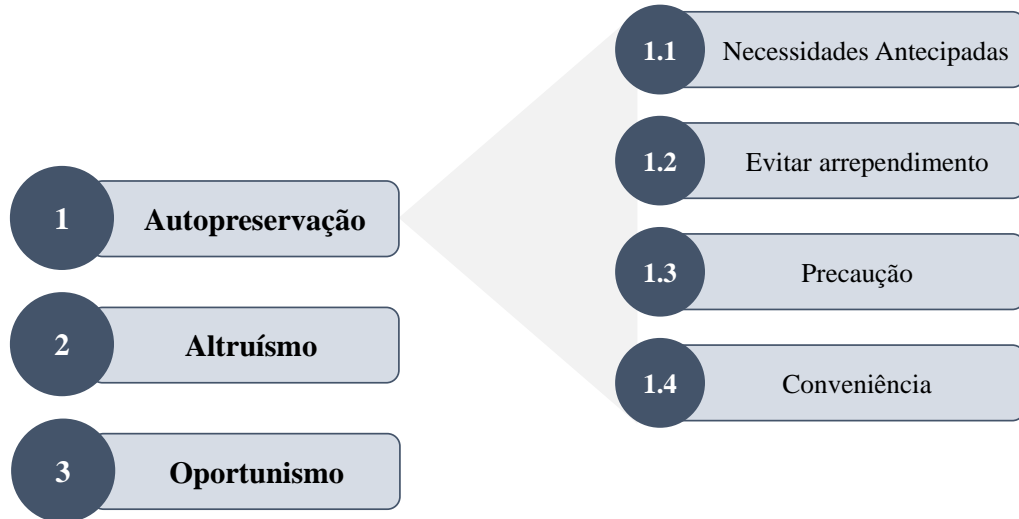 1
Autopreservação
2
Altruísmo
3
Oportunismo
1.1
Necessidades Antecipadas
1.2
Evitar arrependimento
1.3
Precaução
1.4
Conveniência